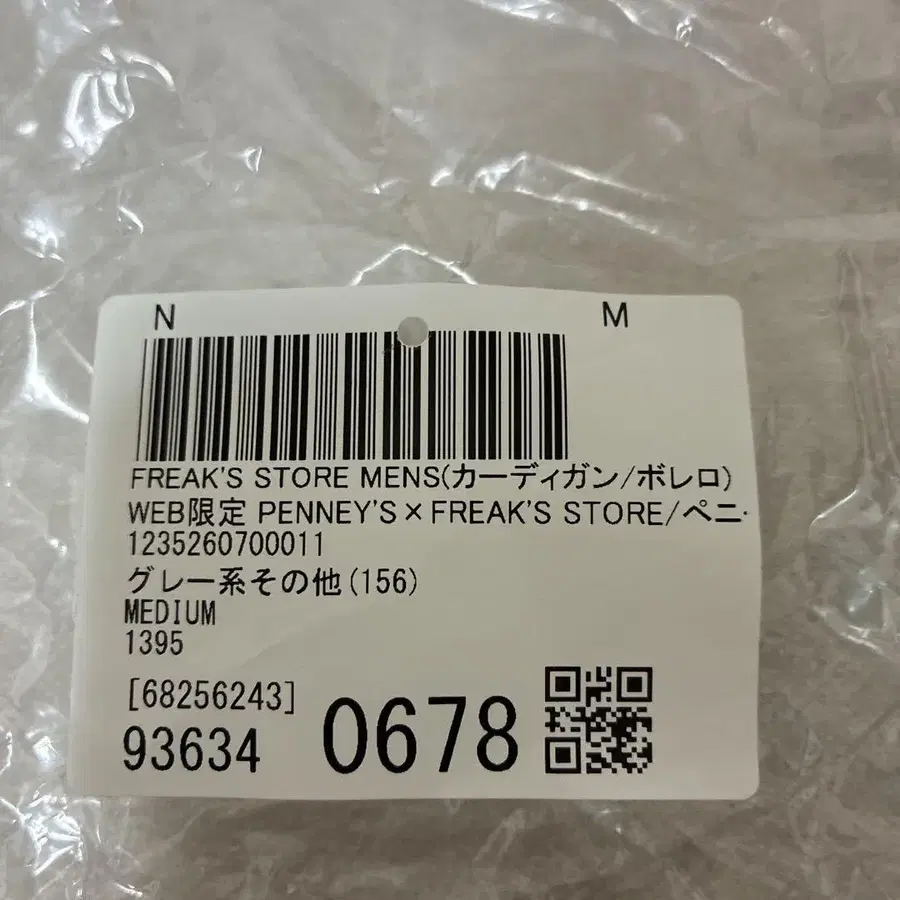 N M
FREAK'S STORE MENS(カーディガン/ボレロ)
WEB限定 PENNEY'S×FREAK'S STORE/ペニ
1235260700011
グレー系その他(156)
MEDIUM
1395
[68256243]
93634 0678